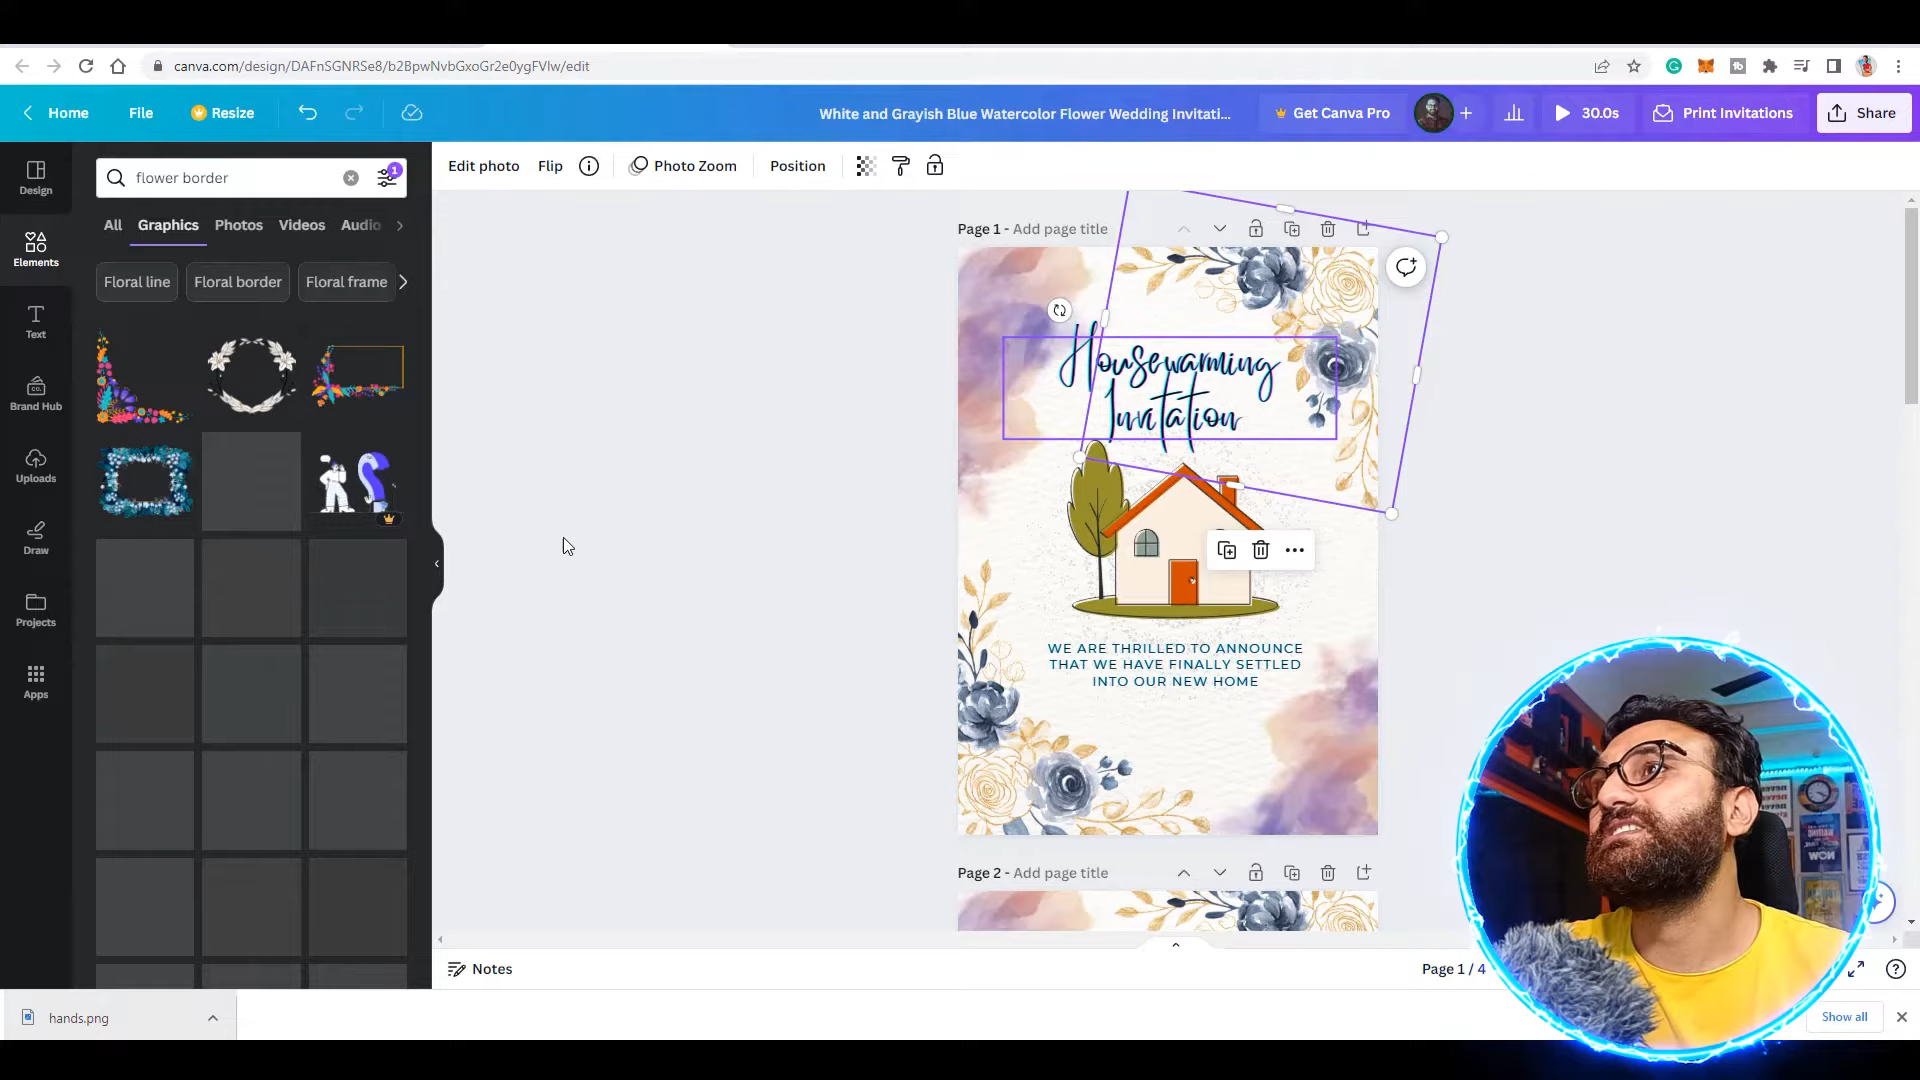 canva.com/design/DAFnSGNRSe8/b2BpwNvbGxoGr2e0ygFVlw/edit
Home
File
Resize
White and Grayish Blue Watercolor Flower Wedding Invitati...
Get Canva Pro
30.0s
Print Invitations
Share
Design
Elements
Text
Brand Hub
Uploads
Draw
Projects
Apps
flower border
1
All
Graphics
Photos
Videos
Audio
Floral line
Floral border
Floral frame
Edit photo
Flip
Photo Zoom
Position
Page 1 - Add page title
Housewarming
Invitation
WE ARE THRILLED TO ANNOUNCE
THAT WE HAVE FINALLY SETTLED
INTO OUR NEW HOME
Page 2 - Add page title
Notes
Page 1 / 4
hands.png
Show all